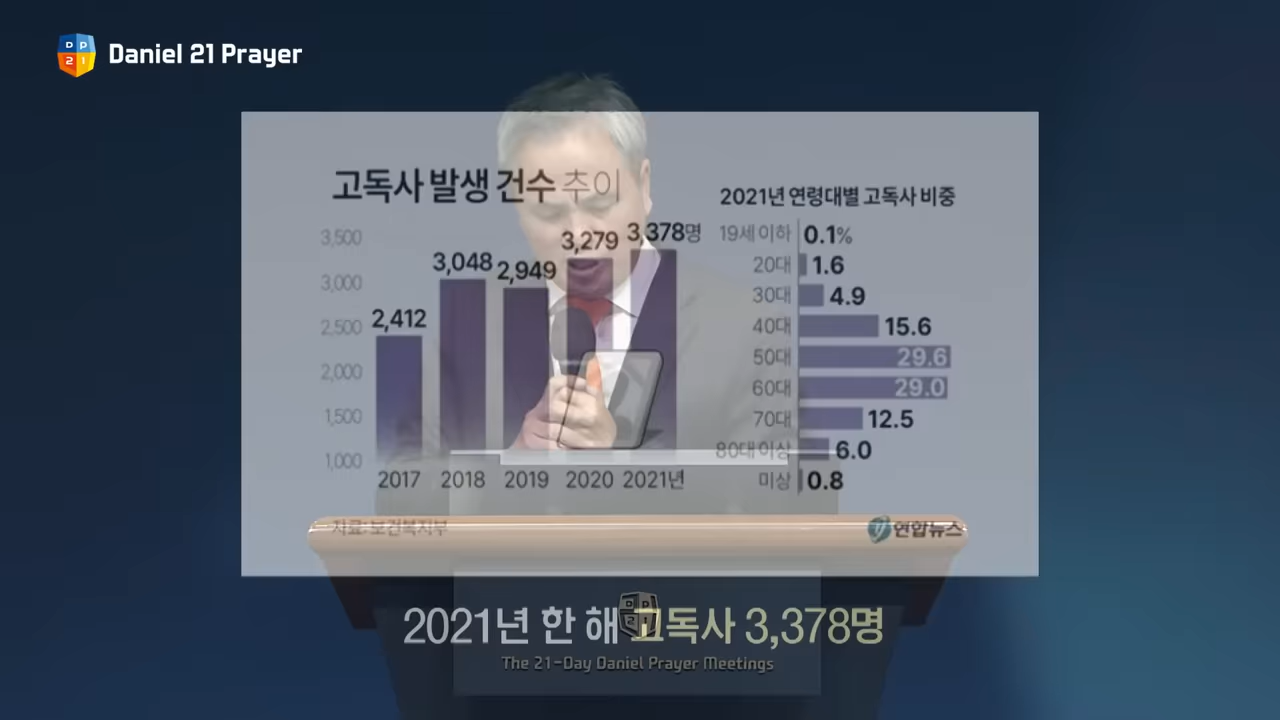 DP
21
Daniel 21 Prayer
고독사 발생 건수 추이
3,500
3,000
2,500
2,000
1,500
1,000
2,412
3,048
2,949
3,279
3,378명
2017
2018
2019
2020
2021년
2021년 연령대별 고독사 비중
19세 이하 0.1%
20대 1.6
30대 4.9
40대 15.6
50대 29.6
60대 29.0
70대 12.5
80대 이상 6.0
미상 0.8
자료:보건복지부
연합뉴스
DP
21
2021년 한 해 고독사 3,378명
The 21-Day Daniel Prayer Meetings